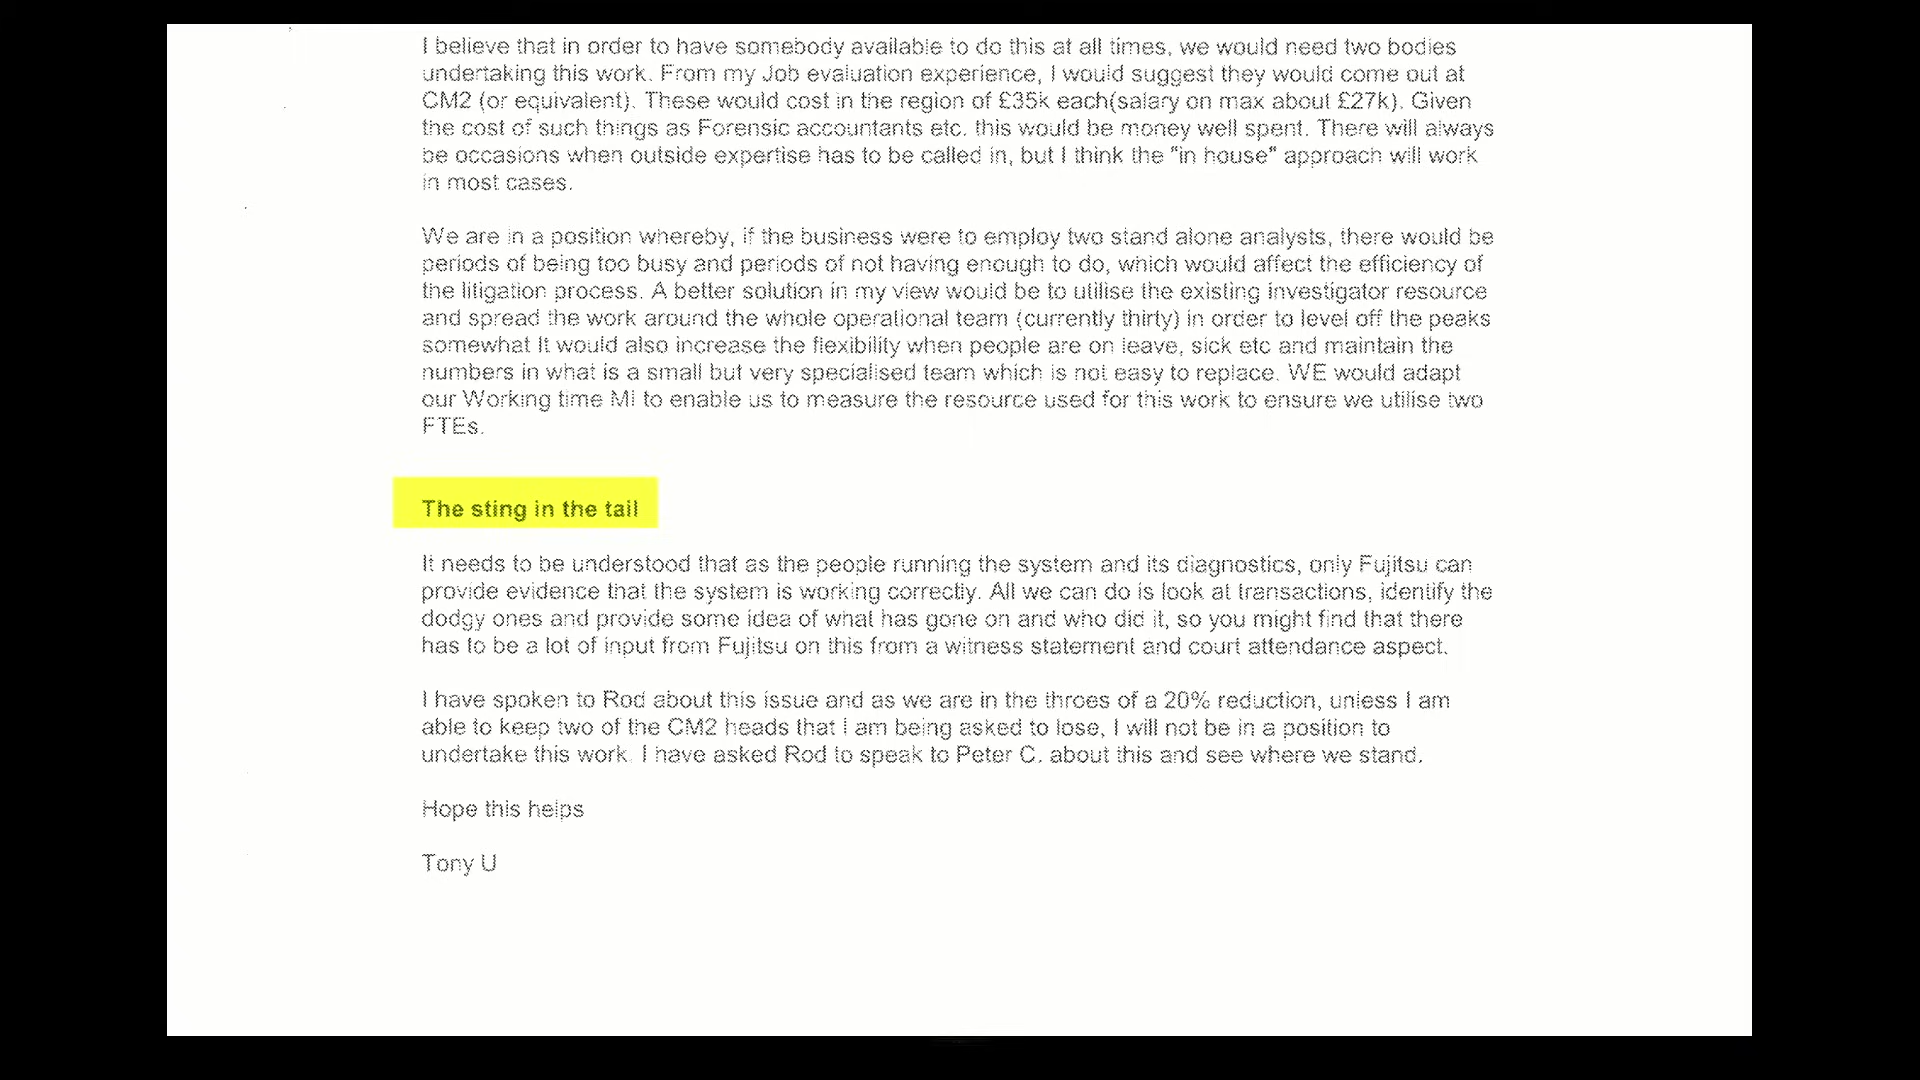 I believe that in order to have somebody available to do this at all times, we would need two bodies
undertaking this work. From my Job evaluation experience, I would suggest they would come out at
CM2 (or equivalent). These would cost in the region of £35k each(salary on max about £27k). Given
the cost of such things as Forensic accountants etc. this would be money well spent. There will always
be occasions when outside expertise has to be called in, but I think the "in house" approach will work
in most cases.
We are in a position whereby, if the business were to employ two stand alone analysts, there would be
periods of being too busy and periods of not having enough to do, which would affect the efficiency of
the litigation process. A better solution in my view would be to utilise the existing investigator resource
and spread the work around the whole operational team (currently thirty) in order to level off the peaks
somewhat It would also increase the flexibility when people are on leave, sick etc and maintain the
numbers in what is a small but very specialised team which is not easy to replace. WE would adapt
our Working time MI to enable us to measure the resource used for this work to ensure we utilise two
FTEs.
The sting in the tail
It needs to be understood that as the people running the system and its diagnostics, only Fujitsu can
provide evidence that the system is working correctly. All we can do is look at transactions, identify the
dodgy ones and provide some idea of what has gone on and who did it, so you might find that there
has to be a lot of input from Fujitsu on this from a witness statement and court attendance aspect.
I have spoken to Rod about this issue and as we are in the throes of a 20% reduction, unless I am
able to keep two of the CM2 heads that I am being asked to lose, I will not be in a position to
undertake this work. I have asked Rod to speak to Peter C. about this and see where we stand.
Hope this helps
Tony U